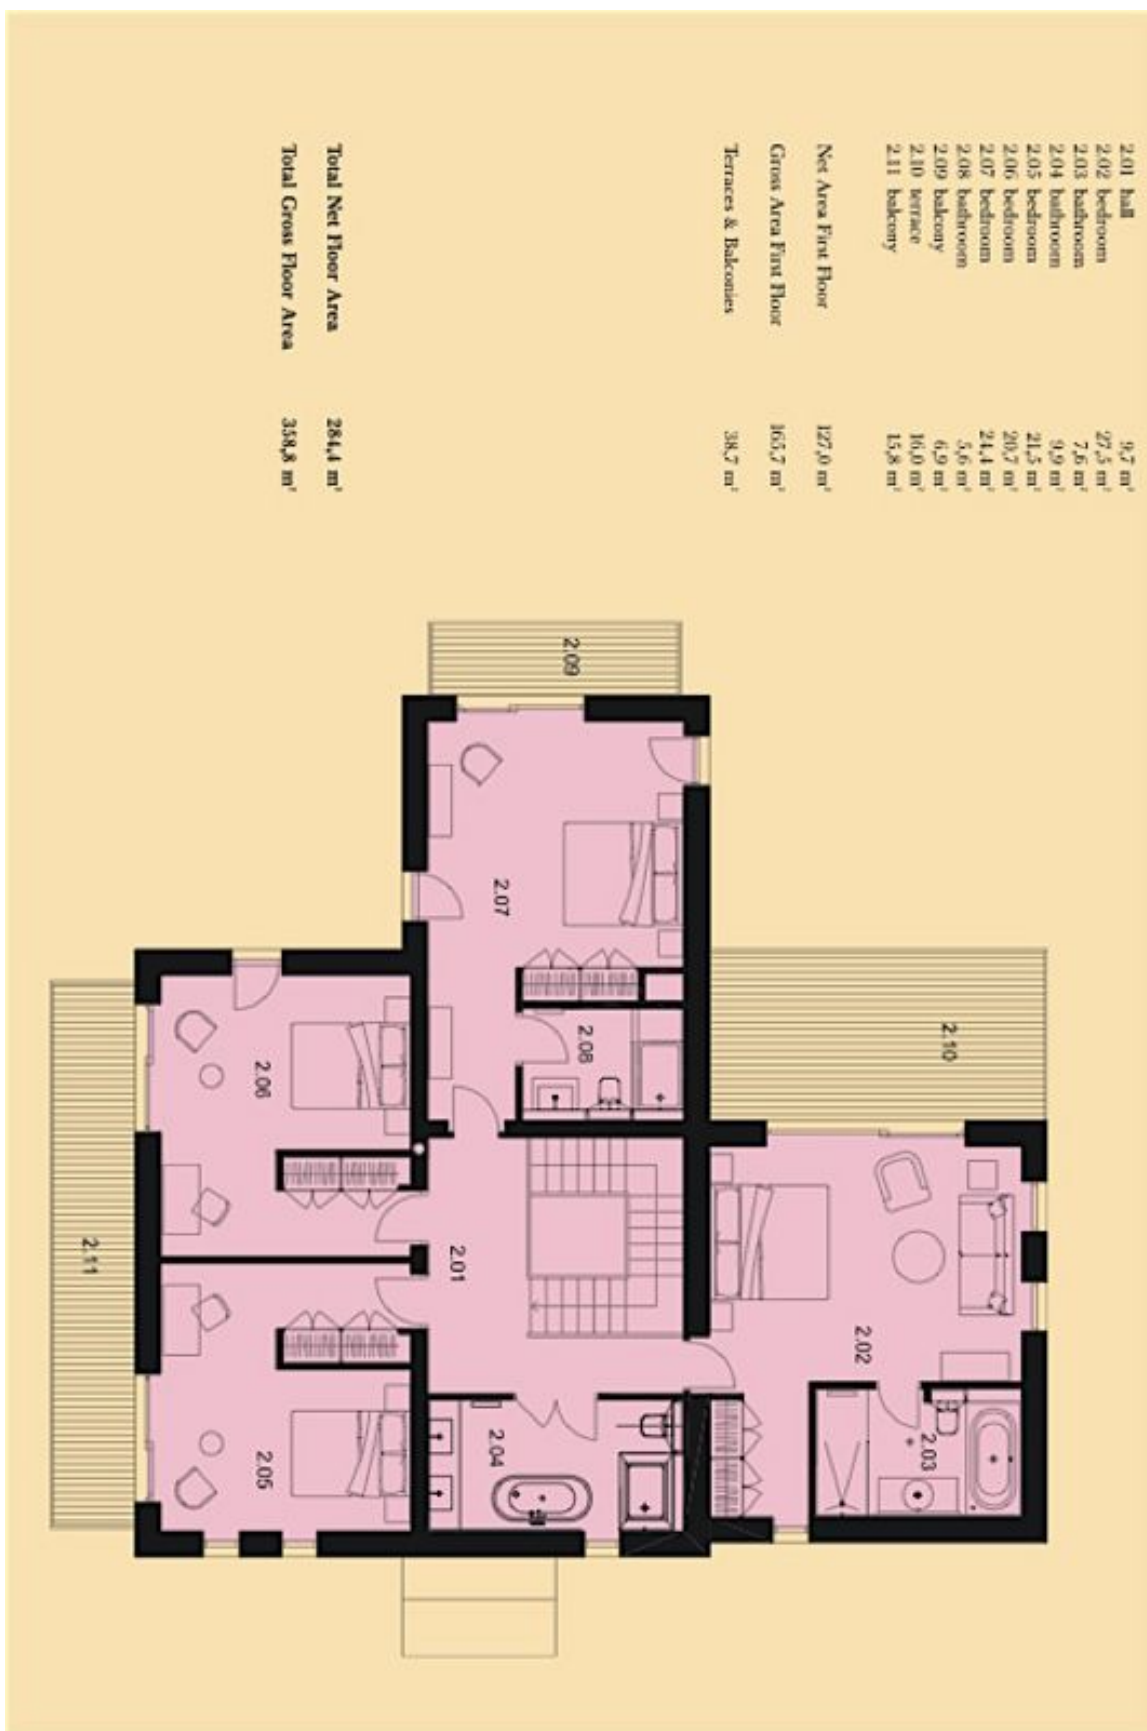 2.01 hall 9,7 m²
2.02 bedroom 27,5 m²
2.03 bathroom 7,6 m²
2.04 bathroom 9,9 m²
2.05 bedroom 21,5 m²
2.06 bedroom 20,7 m²
2.07 bedroom 24,4 m²
2.08 bathroom 5,6 m²
2.09 balcony 6,9 m²
2.10 terrace 16,0 m²
2.11 balcony 15,8 m²
Net Area First Floor 127,0 m²
Gross Area First Floor 165,7 m²
Terraces & Balconies 38,7 m²
Total Net Floor Area 284,4 m²
Total Gross Floor Area 358,8 m²
2.10
2.02
2.03
2.09
2.08
2.07
2.04
2.01
2.06
2.05
2.11